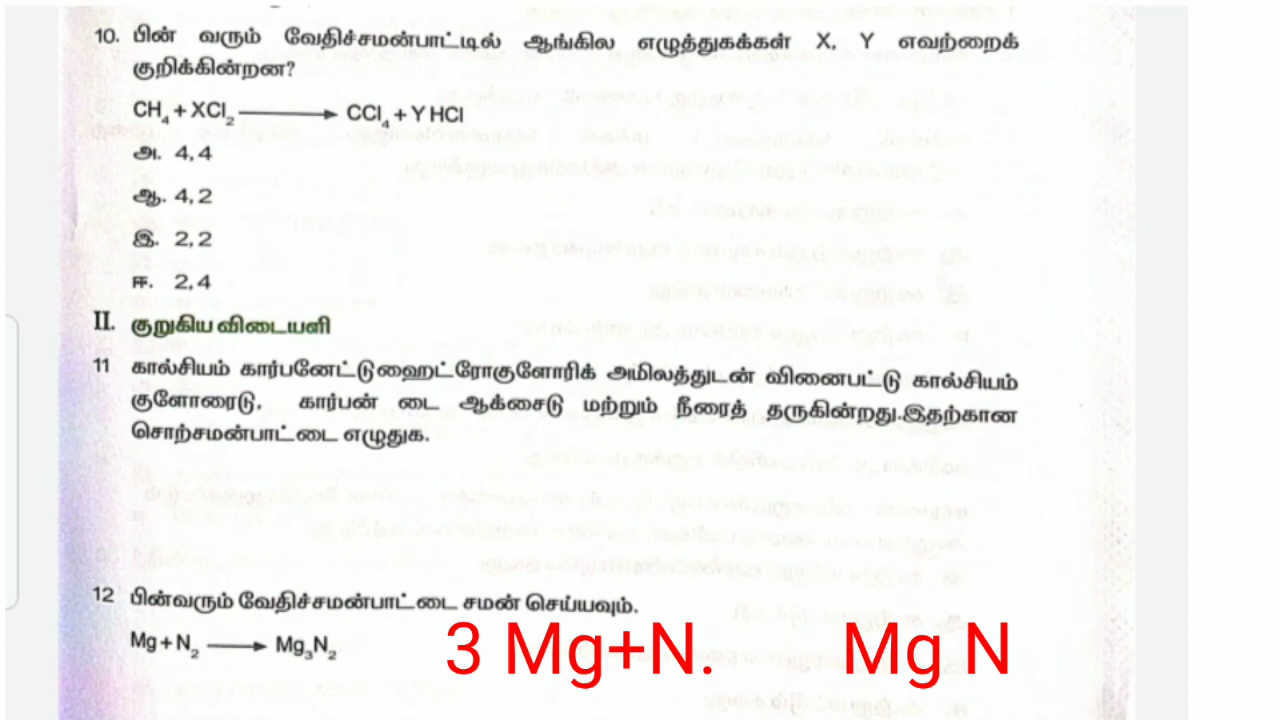 10. பின் வரும் வேதிச்சமன்பாட்டில் ஆங்கில எழுத்துகக்கள் X, Y எவற்றைக்
குறிக்கின்றன?
CH₄ + XCl₂ ⟶ CCl₄ + Y HCl
அ. 4, 4
ஆ. 4, 2
இ. 2, 2
ஈ. 2, 4
II. குறுகிய விடையளி
11 கால்சியம் கார்பனேட்டுஹைட்ரோகுளோரிக் அமிலத்துடன் வினைபட்டு கால்சியம்
குளோரைடு, கார்பன் டை ஆக்சைடு மற்றும் நீரைத் தருகின்றது.இதற்கான
சொற்சமன்பாட்டை எழுதுக.
12 பின்வரும் வேதிச்சமன்பாட்டை சமன் செய்யவும்.
Mg + N₂ ⟶ Mg₃N₂ 3 Mg+N. Mg N